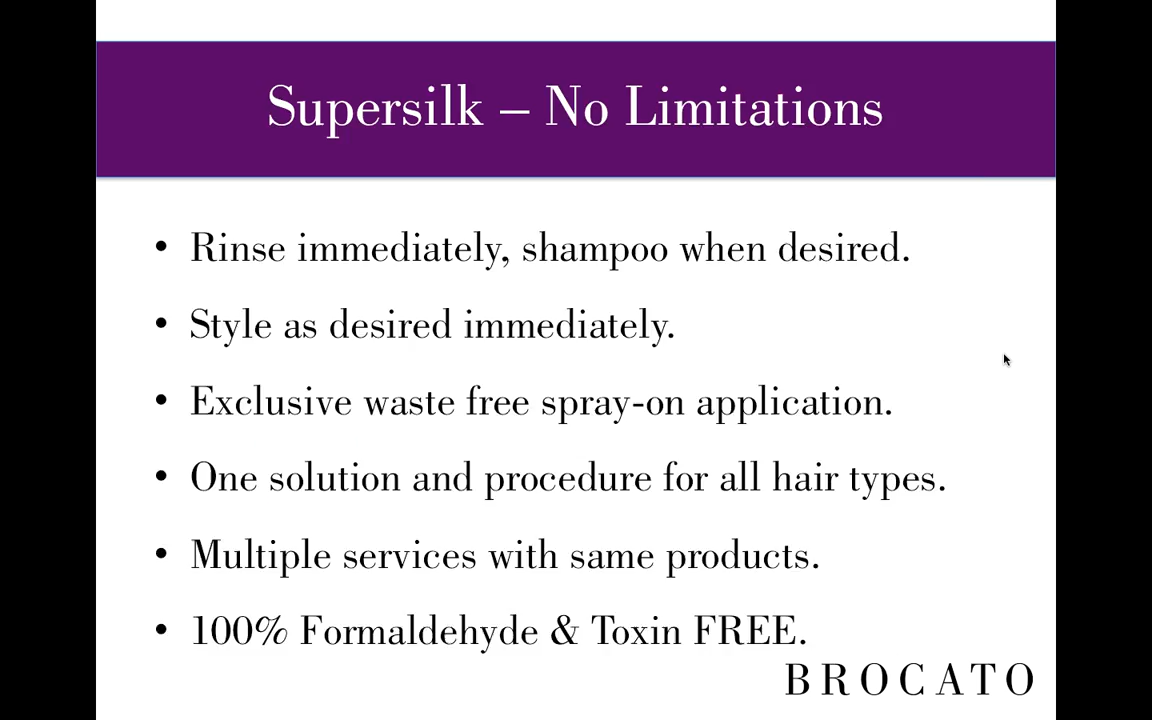 Supersilk – No Limitations
• Rinse immediately, shampoo when desired.
• Style as desired immediately.
• Exclusive waste free spray-on application.
• One solution and procedure for all hair types.
• Multiple services with same products.
• 100% Formaldehyde & Toxin FREE.
BROCATO